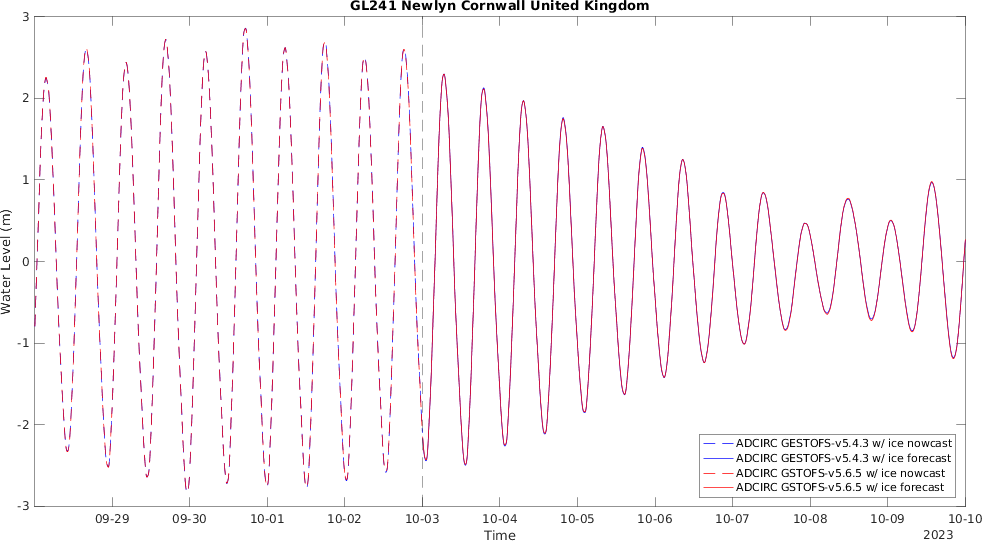 GL241 Newlyn Cornwall United Kingdom
Water Level (m)
3
2
1
0
-1
-2
-3
ADCIRC GESTOFS-v5.4.3 w/ ice nowcast
ADCIRC GESTOFS-v5.4.3 w/ ice forecast
ADCIRC GSTOFS-v5.6.5 w/ ice nowcast
ADCIRC GSTOFS-v5.6.5 w/ ice forecast
09-29 09-30 10-01 10-02 10-03 10-04 10-05 10-06 10-07 10-08 10-09 10-10
Time
2023